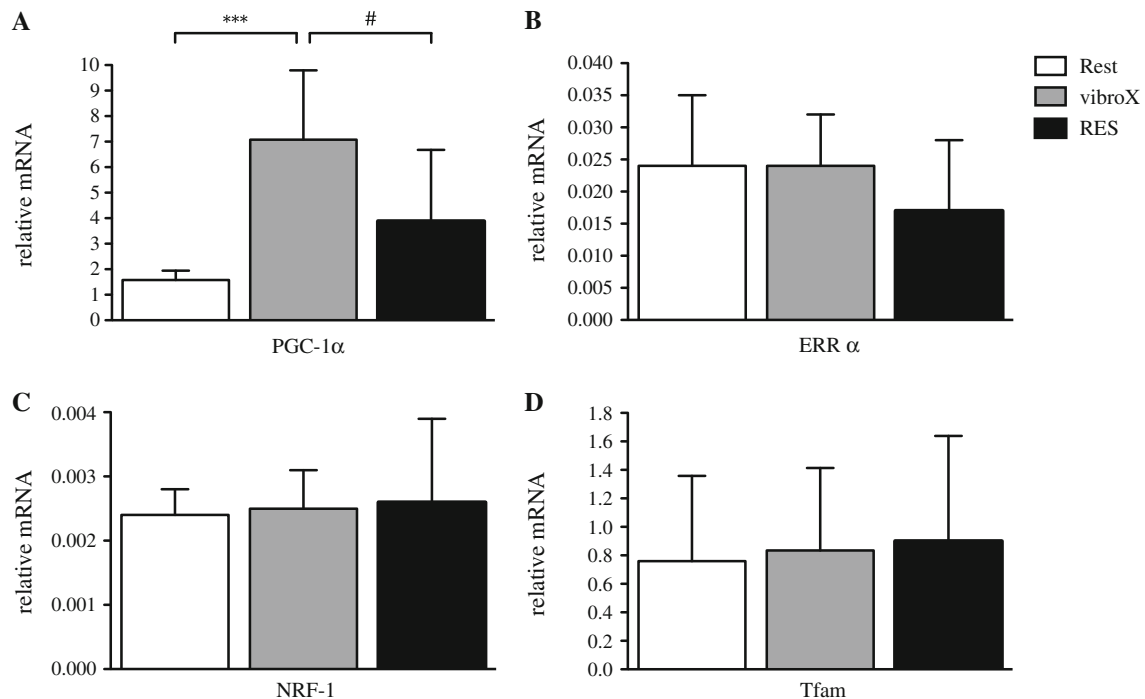 A
***
#
10
9
8
7
6
5
4
3
2
1
0
relative mRNA
PGC-1α
B
0.040
0.035
0.030
0.025
0.020
0.015
0.010
0.005
0.000
relative mRNA
ERR α
Rest
vibroX
RES
C
0.004
0.003
0.002
0.001
0.000
relative mRNA
NRF-1
D
1.8
1.6
1.4
1.2
1.0
0.8
0.6
0.4
0.2
0.0
relative mRNA
Tfam